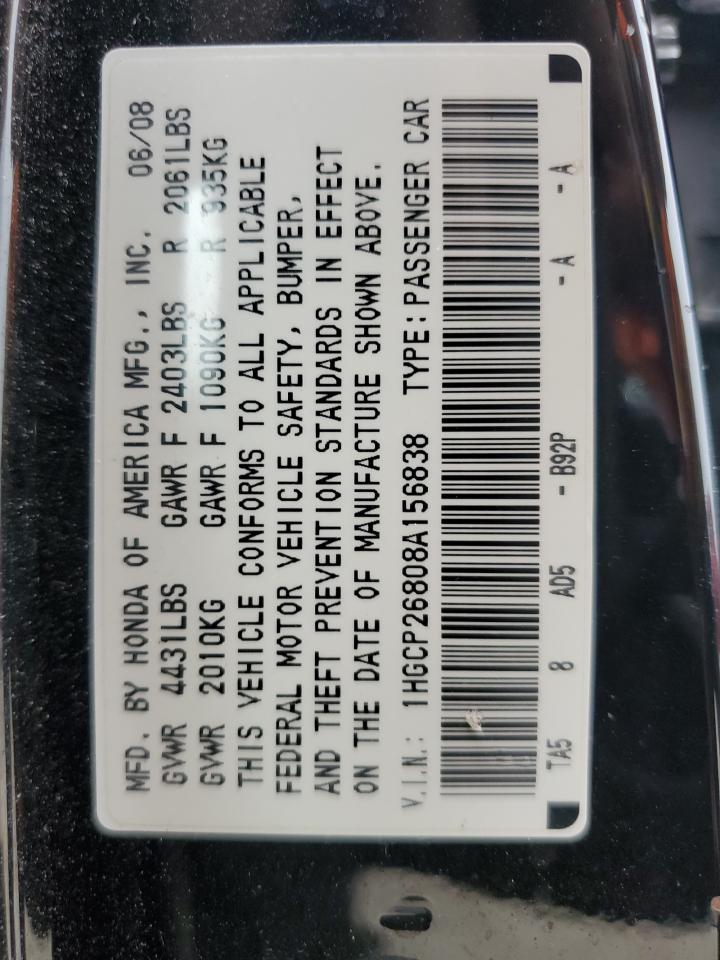 MFD. BY HONDA OF AMERICA MFG., INC. 06/08
GVWR 4431LBS GAWR F 2403LBS R 2061LBS
GVWR 2010KG GAWR F 1090KG R 935KG
THIS VEHICLE CONFORMS TO ALL APPLICABLE
FEDERAL MOTOR VEHICLE SAFETY, BUMPER,
AND THEFT PREVENTION STANDARDS IN EFFECT
ON THE DATE OF MANUFACTURE SHOWN ABOVE.
V.I.N.: 1HGCP26808A156838 TYPE: PASSENGER CAR
TA5 8 AD5 - B92P - A - A